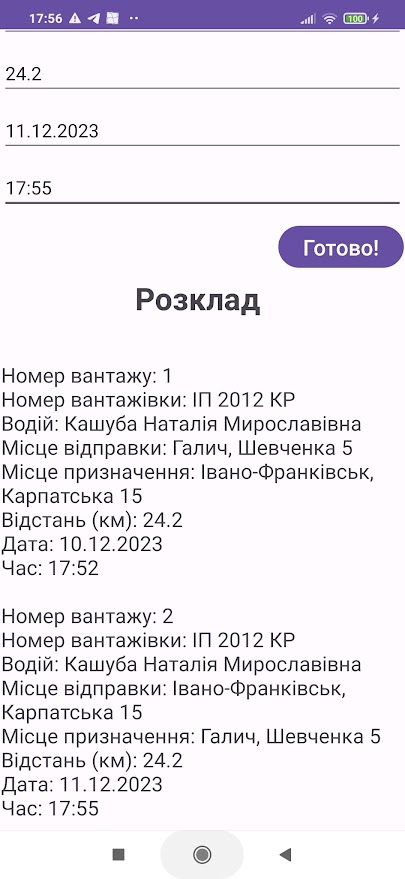 17:56
100
24.2
11.12.2023
17:55
Готово!
Розклад
Номер вантажу: 1
Номер вантажівки: ІП 2012 КР
Водій: Кашуба Наталія Мирославівна
Місце відправки: Галич, Шевченка 5
Місце призначення: Івано-Франківськ,
Карпатська 15
Відстань (км): 24.2
Дата: 10.12.2023
Час: 17:52
Номер вантажу: 2
Номер вантажівки: ІП 2012 КР
Водій: Кашуба Наталія Мирославівна
Місце відправки: Івано-Франківськ,
Карпатська 15
Місце призначення: Галич, Шевченка 5
Відстань (км): 24.2
Дата: 11.12.2023
Час: 17:55